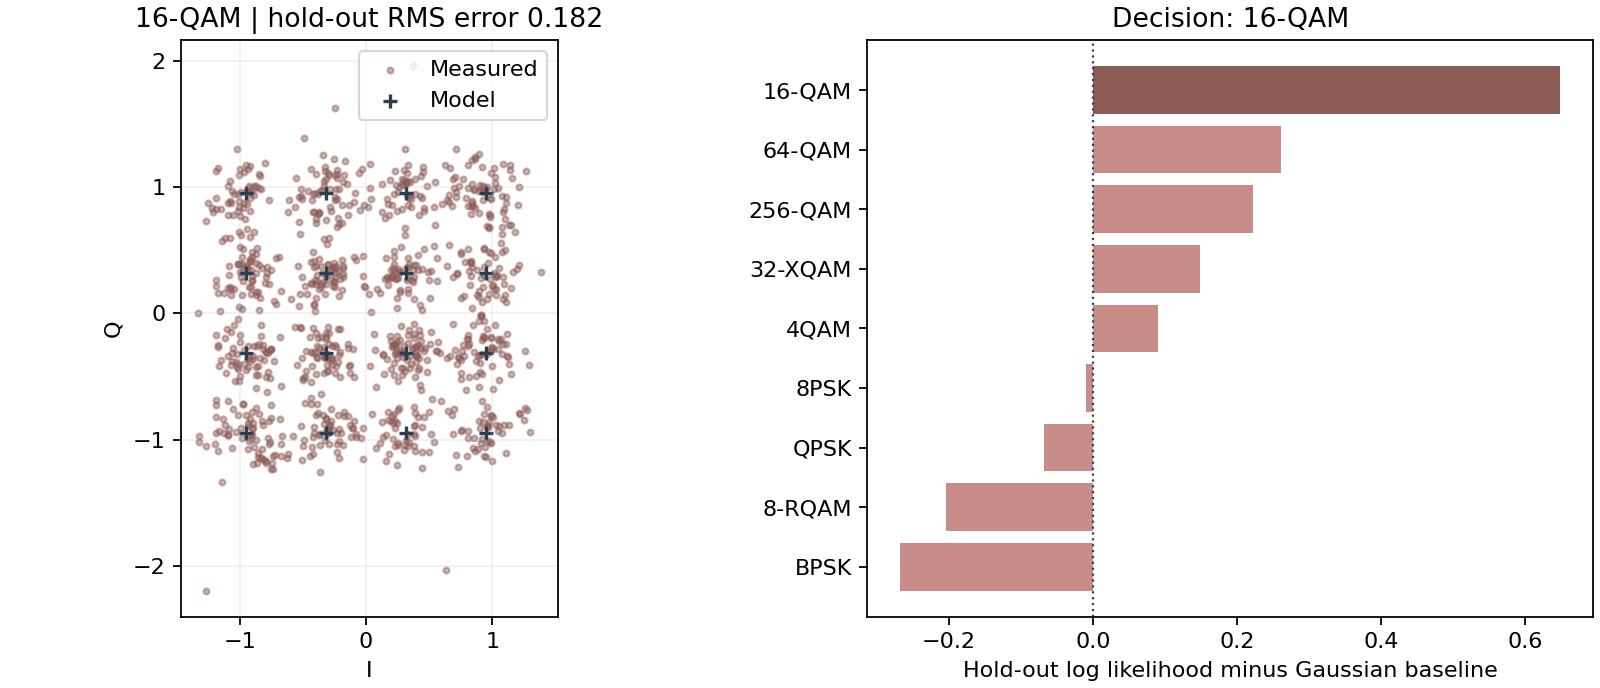 16-QAM | hold-out RMS error 0.182
Measured
Model
2
1
0
−1
−2
Q
−1
0
1
I
Decision: 16-QAM
16-QAM
64-QAM
256-QAM
32-XQAM
4QAM
8PSK
QPSK
8-RQAM
BPSK
−0.2
0.0
0.2
0.4
0.6
Hold-out log likelihood minus Gaussian baseline